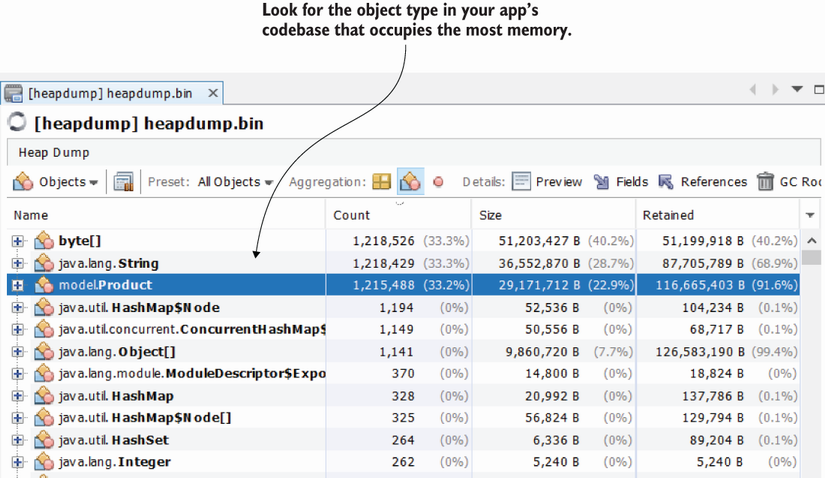 Look for the object type in your app's
codebase that occupies the most memory.
[heapdump] heapdump.bin
[heapdump] heapdump.bin
Heap Dump
Objects Preset: All Objects Aggregation: Details: Preview Fields References GC Roo
Name Count Size Retained
byte[] 1,218,526 (33.3%) 51,203,427 B (40.2%) 51,199,918 B (40.2%)
java.lang.String 1,218,429 (33.3%) 36,552,870 B (28.7%) 87,705,789 B (68.9%)
model.Product 1,215,488 (33.2%) 29,171,712 B (22.9%) 116,665,403 B (91.6%)
java.util.HashMap$Node 1,194 (0%) 52,536 B (0%) 104,234 B (0.1%)
java.util.concurrent.ConcurrentHashMap$ 1,149 (0%) 50,556 B (0%) 68,717 B (0.1%)
java.lang.Object[] 1,141 (0%) 9,860,720 B (7.7%) 126,583,190 B (99.4%)
java.lang.module.ModuleDescriptor$Expo 370 (0%) 14,800 B (0%) 18,824 B (0%)
java.util.HashMap 328 (0%) 20,992 B (0%) 137,786 B (0.1%)
java.util.HashMap$Node[] 325 (0%) 56,824 B (0%) 129,794 B (0.1%)
java.util.HashSet 264 (0%) 6,336 B (0%) 89,204 B (0.1%)
java.lang.Integer 262 (0%) 5,240 B (0%) 5,240 B (0%)